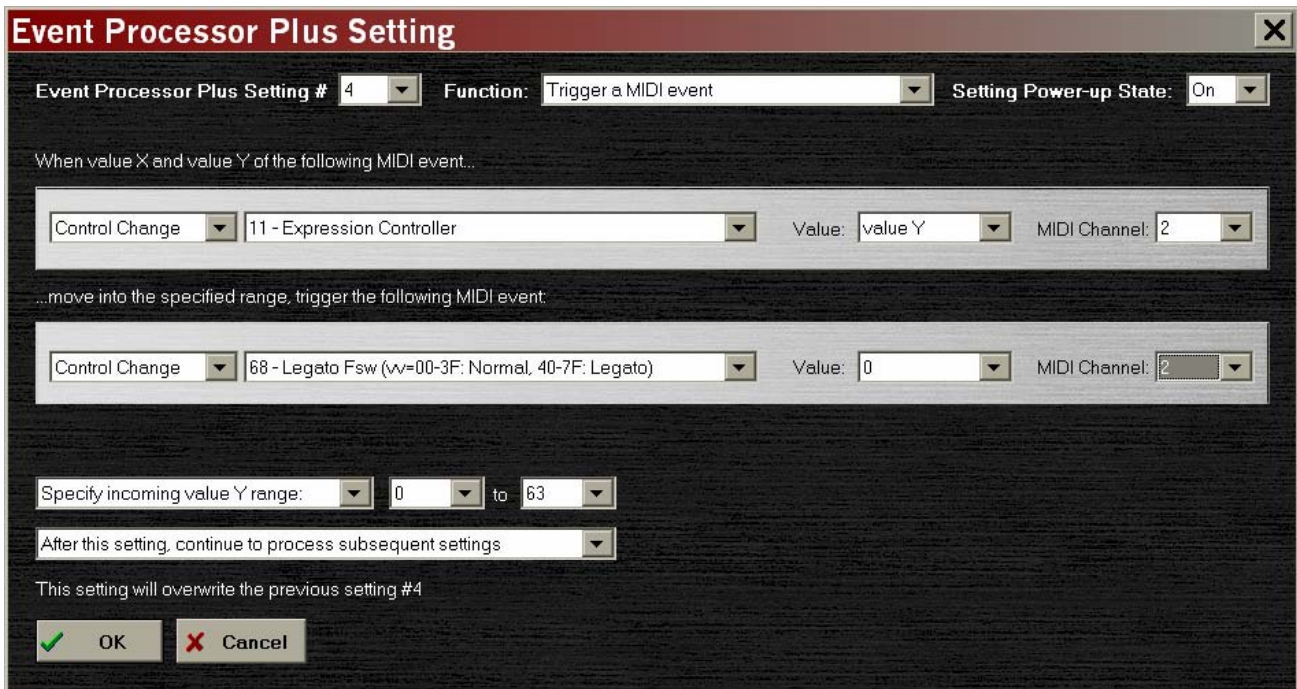 Event Processor Plus Setting
Event Processor Plus Setting # 4 Function: Trigger a MIDI event Setting Power-up State: On
When value X and value Y of the following MIDI event...
Control Change 11 - Expression Controller Value: value Y MIDI Channel: 2
...move into the specified range, trigger the following MIDI event:
Control Change 68 - Legato Fsw (vv=00-3F: Normal, 40-7F: Legato) Value: 0 MIDI Channel: 2
Specify incoming value Y range: 0 to 63
After this setting, continue to process subsequent settings
This setting will overwrite the previous setting #4
OK Cancel